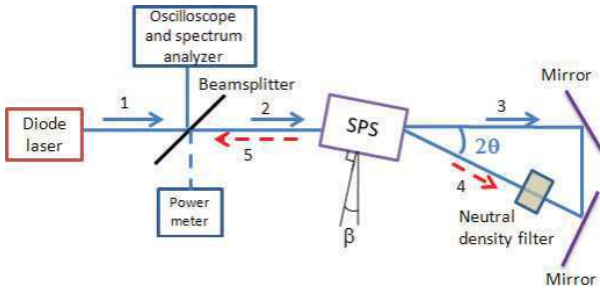 Oscilloscope
and spectrum
analyzer
Beamsplitter
Mirror
1
2
3
Diode
laser
SPS
2θ
5
4
Power
meter
Neutral
density filter
β
Mirror